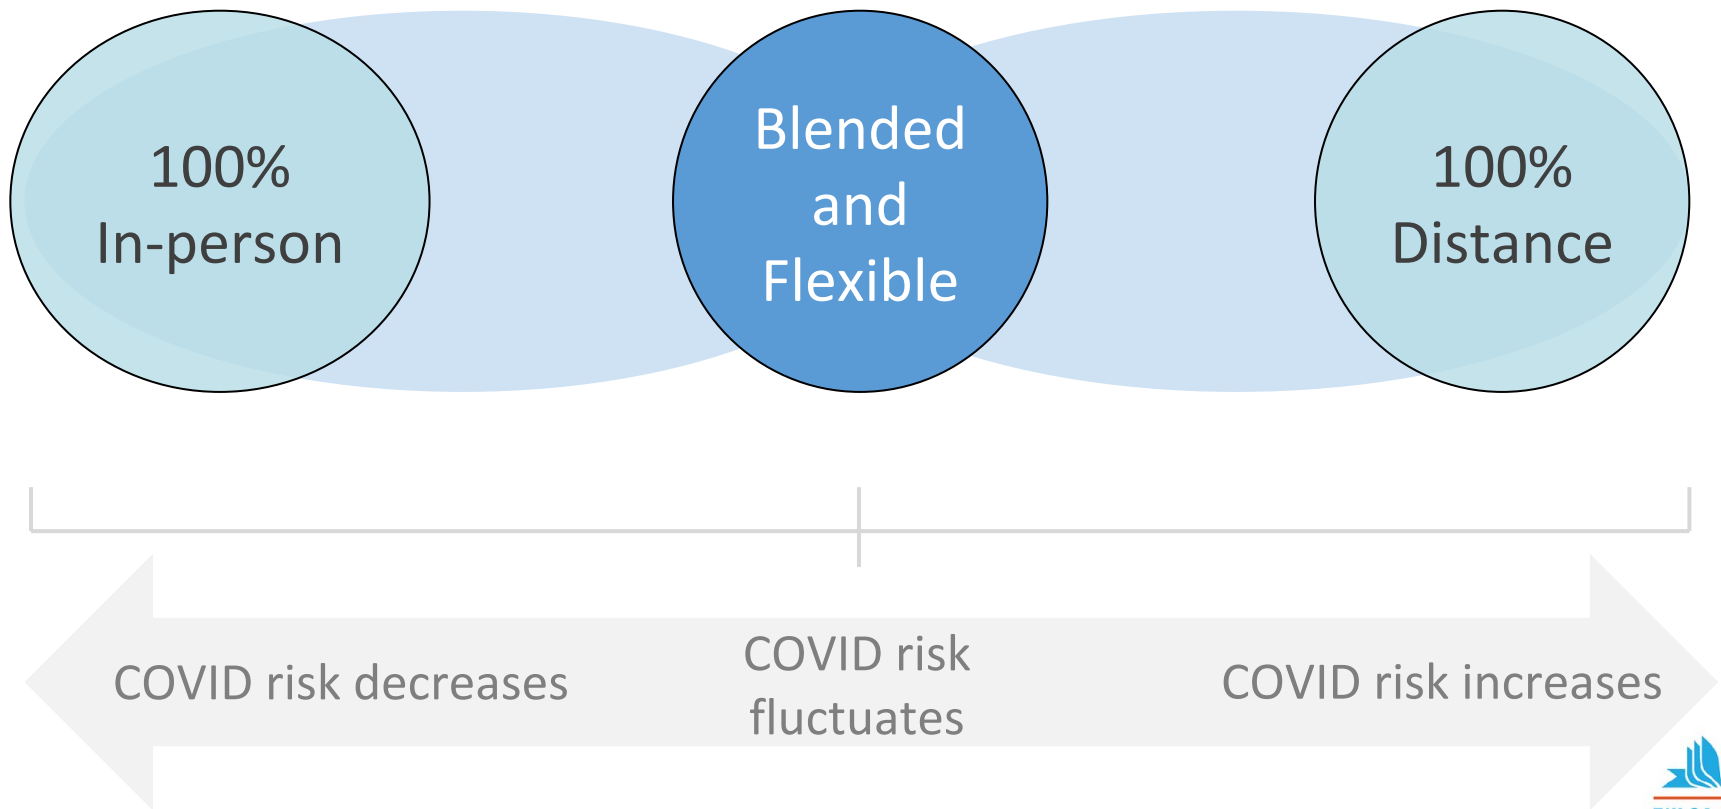 100%
In-person
Blended
and
Flexible
100%
Distance
COVID risk decreases
COVID risk
fluctuates
COVID risk increases